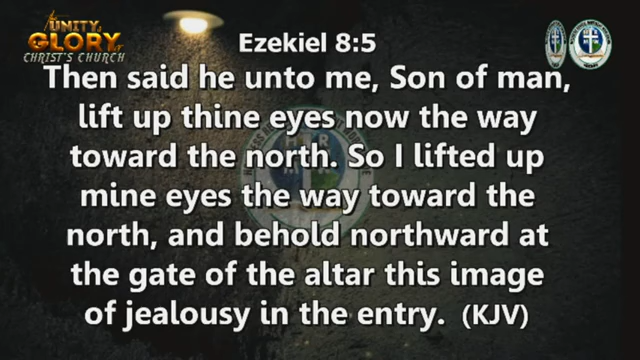 UNITY
GLORY
CHRIST'S CHURCH
Ezekiel 8:5
Then said he unto me, Son of man,
lift up thine eyes now the way
toward the north. So I lifted up
mine eyes the way toward the
north, and behold northward at
the gate of the altar this image
of jealousy in the entry. (KJV)